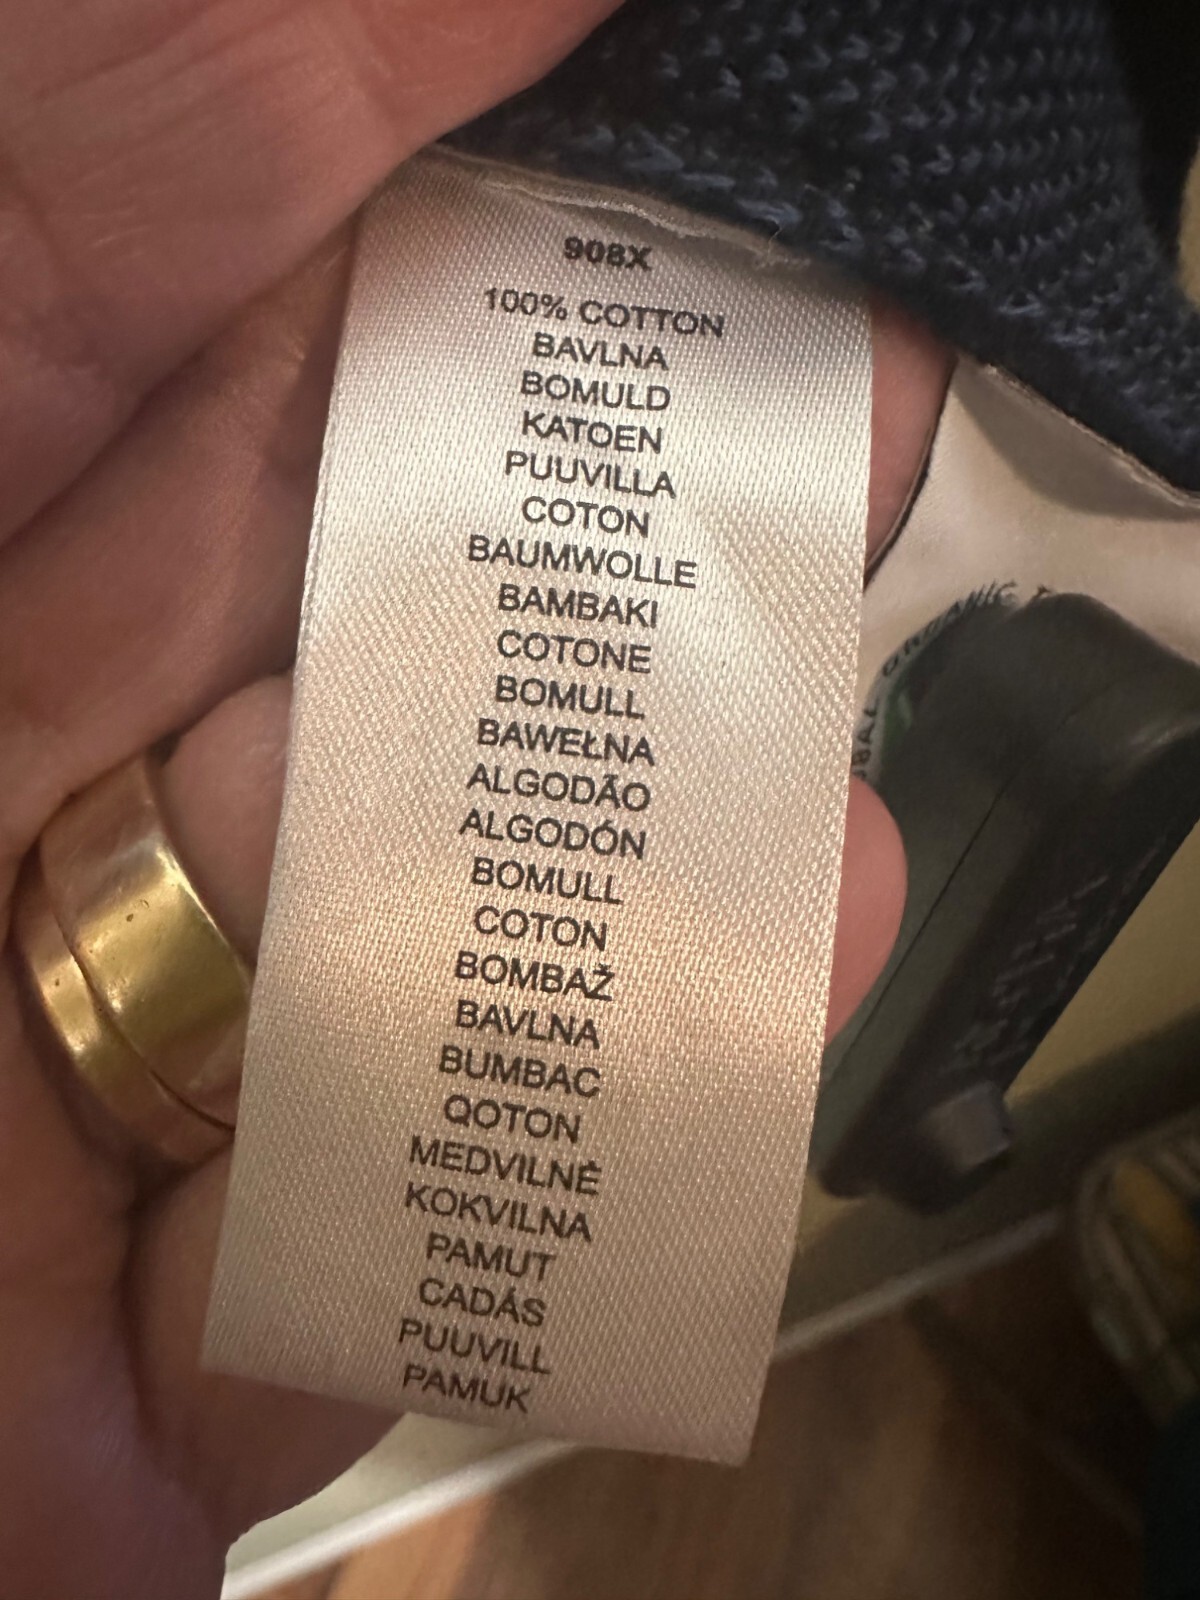 908X
100% COTTON
BAVLNA
BOMULD
KATOEN
PUUVILLA
COTON
BAUMWOLLE
BAMBAKI
COTONE
BOMULL
BAWEŁNA
ALGODÃO
ALGODÓN
BOMULL
COTON
BOMBAŽ
BAVLNA
BUMBAC
QOTON
MEDVILNĖ
KOKVILNA
PAMUT
CADÁS
PUUVILL
PAMUK
ORGANIC